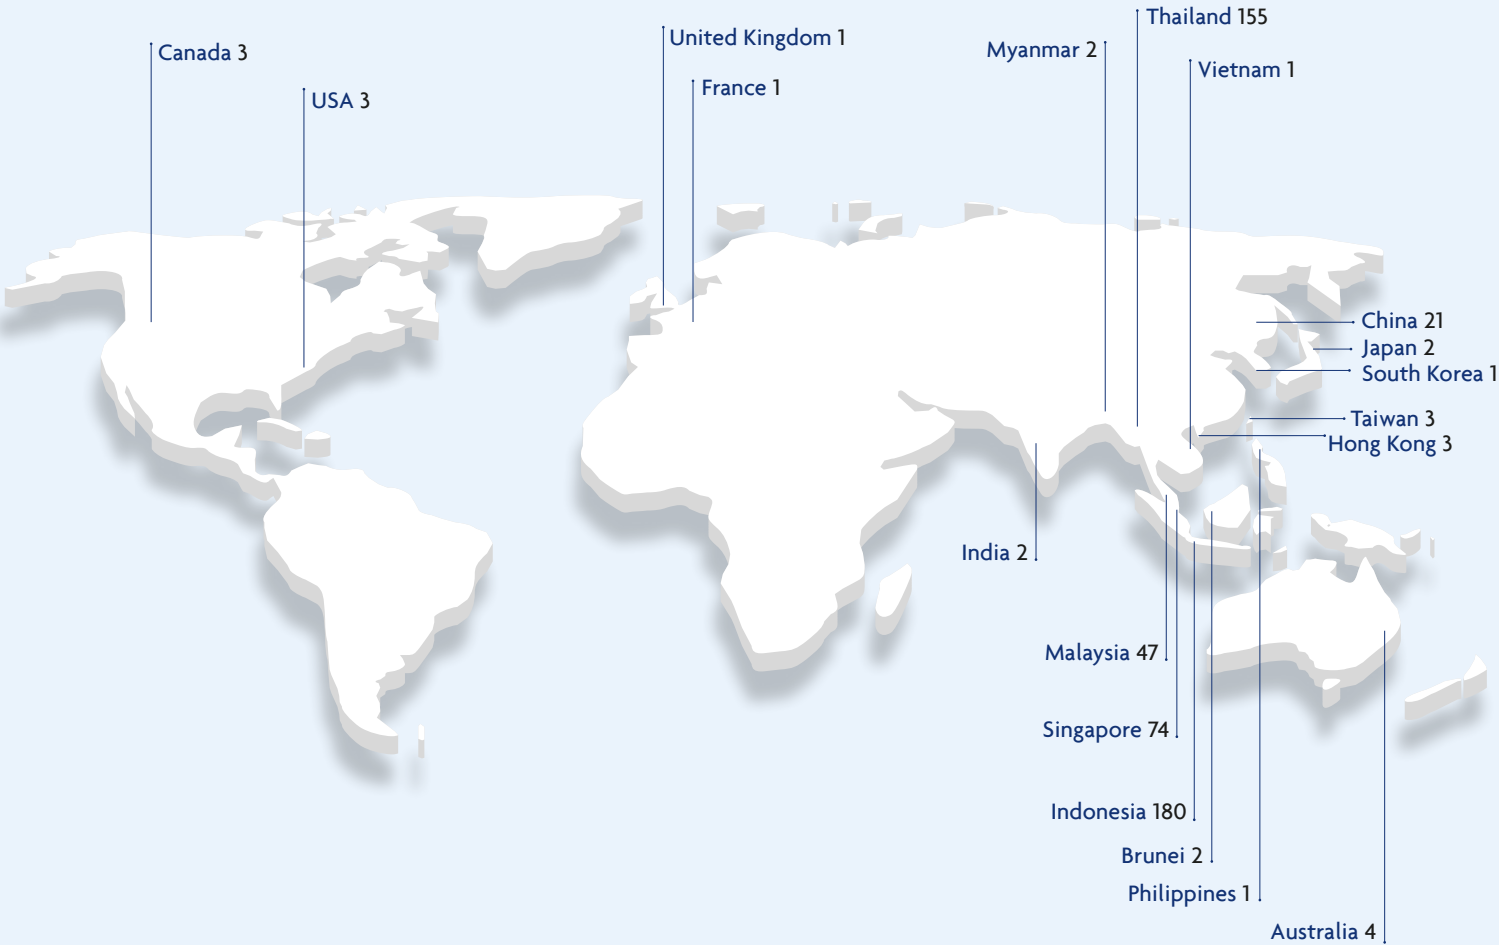 Thailand 155
United Kingdom 1
Myanmar 2
Canada 3
Vietnam 1
France 1
USA 3
China 21
Japan 2
South Korea 1
Taiwan 3
Hong Kong 3
India 2
Malaysia 47
Singapore 74
Indonesia 180
Brunei 2
Philippines 1
Australia 4